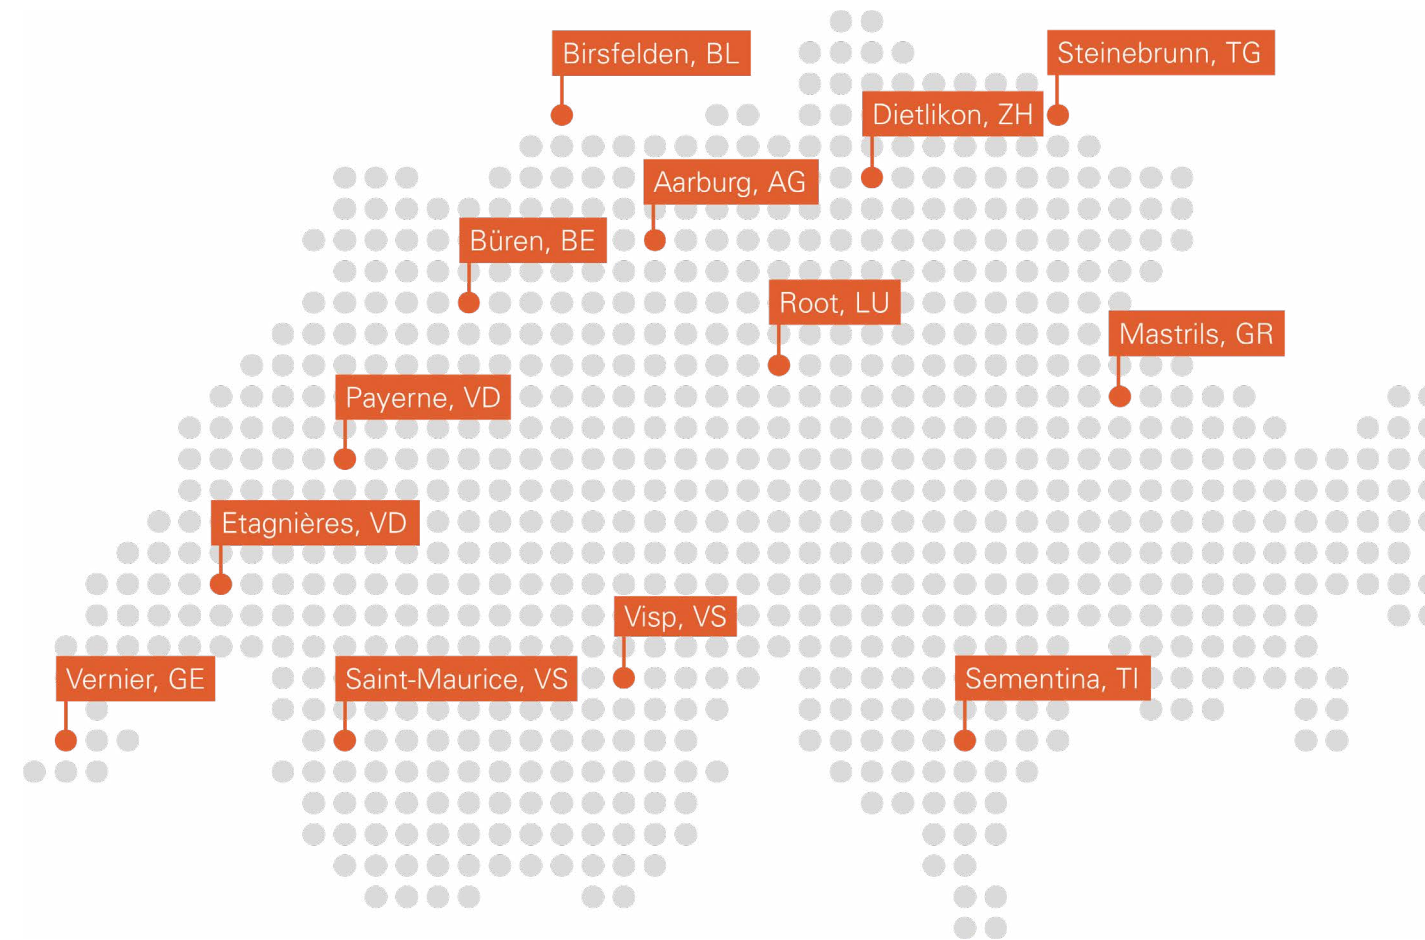 Birsfelden, BL
Steinebrunn, TG
Dietlikon, ZH
Aarburg, AG
Büren, BE
Root, LU
Mastrils, GR
Payerne, VD
Etagnières, VD
Visp, VS
Vernier, GE
Saint-Maurice, VS
Sementina, TI